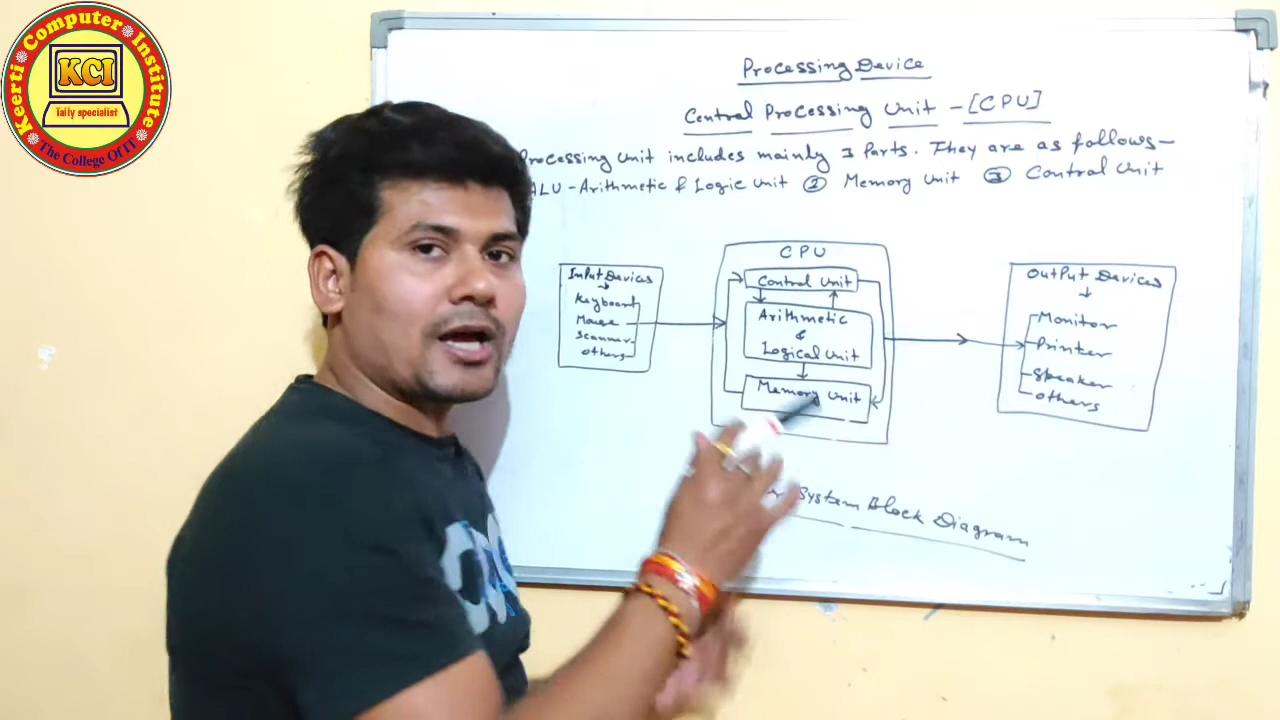 Keerti Computer Institute
KCI
Tally specialist
The College Of IT
Processing Device
Central Processing Unit - [CPU]
Processing Unit includes mainly 3 Parts. They are as follows-
ALU - Arithmetic & Logic Unit ② Memory Unit ③ Control Unit
CPU
Input Devices
Keyboard
Mouse
Scanner
Others
Control Unit
Arithmetic
&
Logical Unit
Memory Unit
Output Devices
Monitor
Printer
Speaker
Others
System Block Diagram